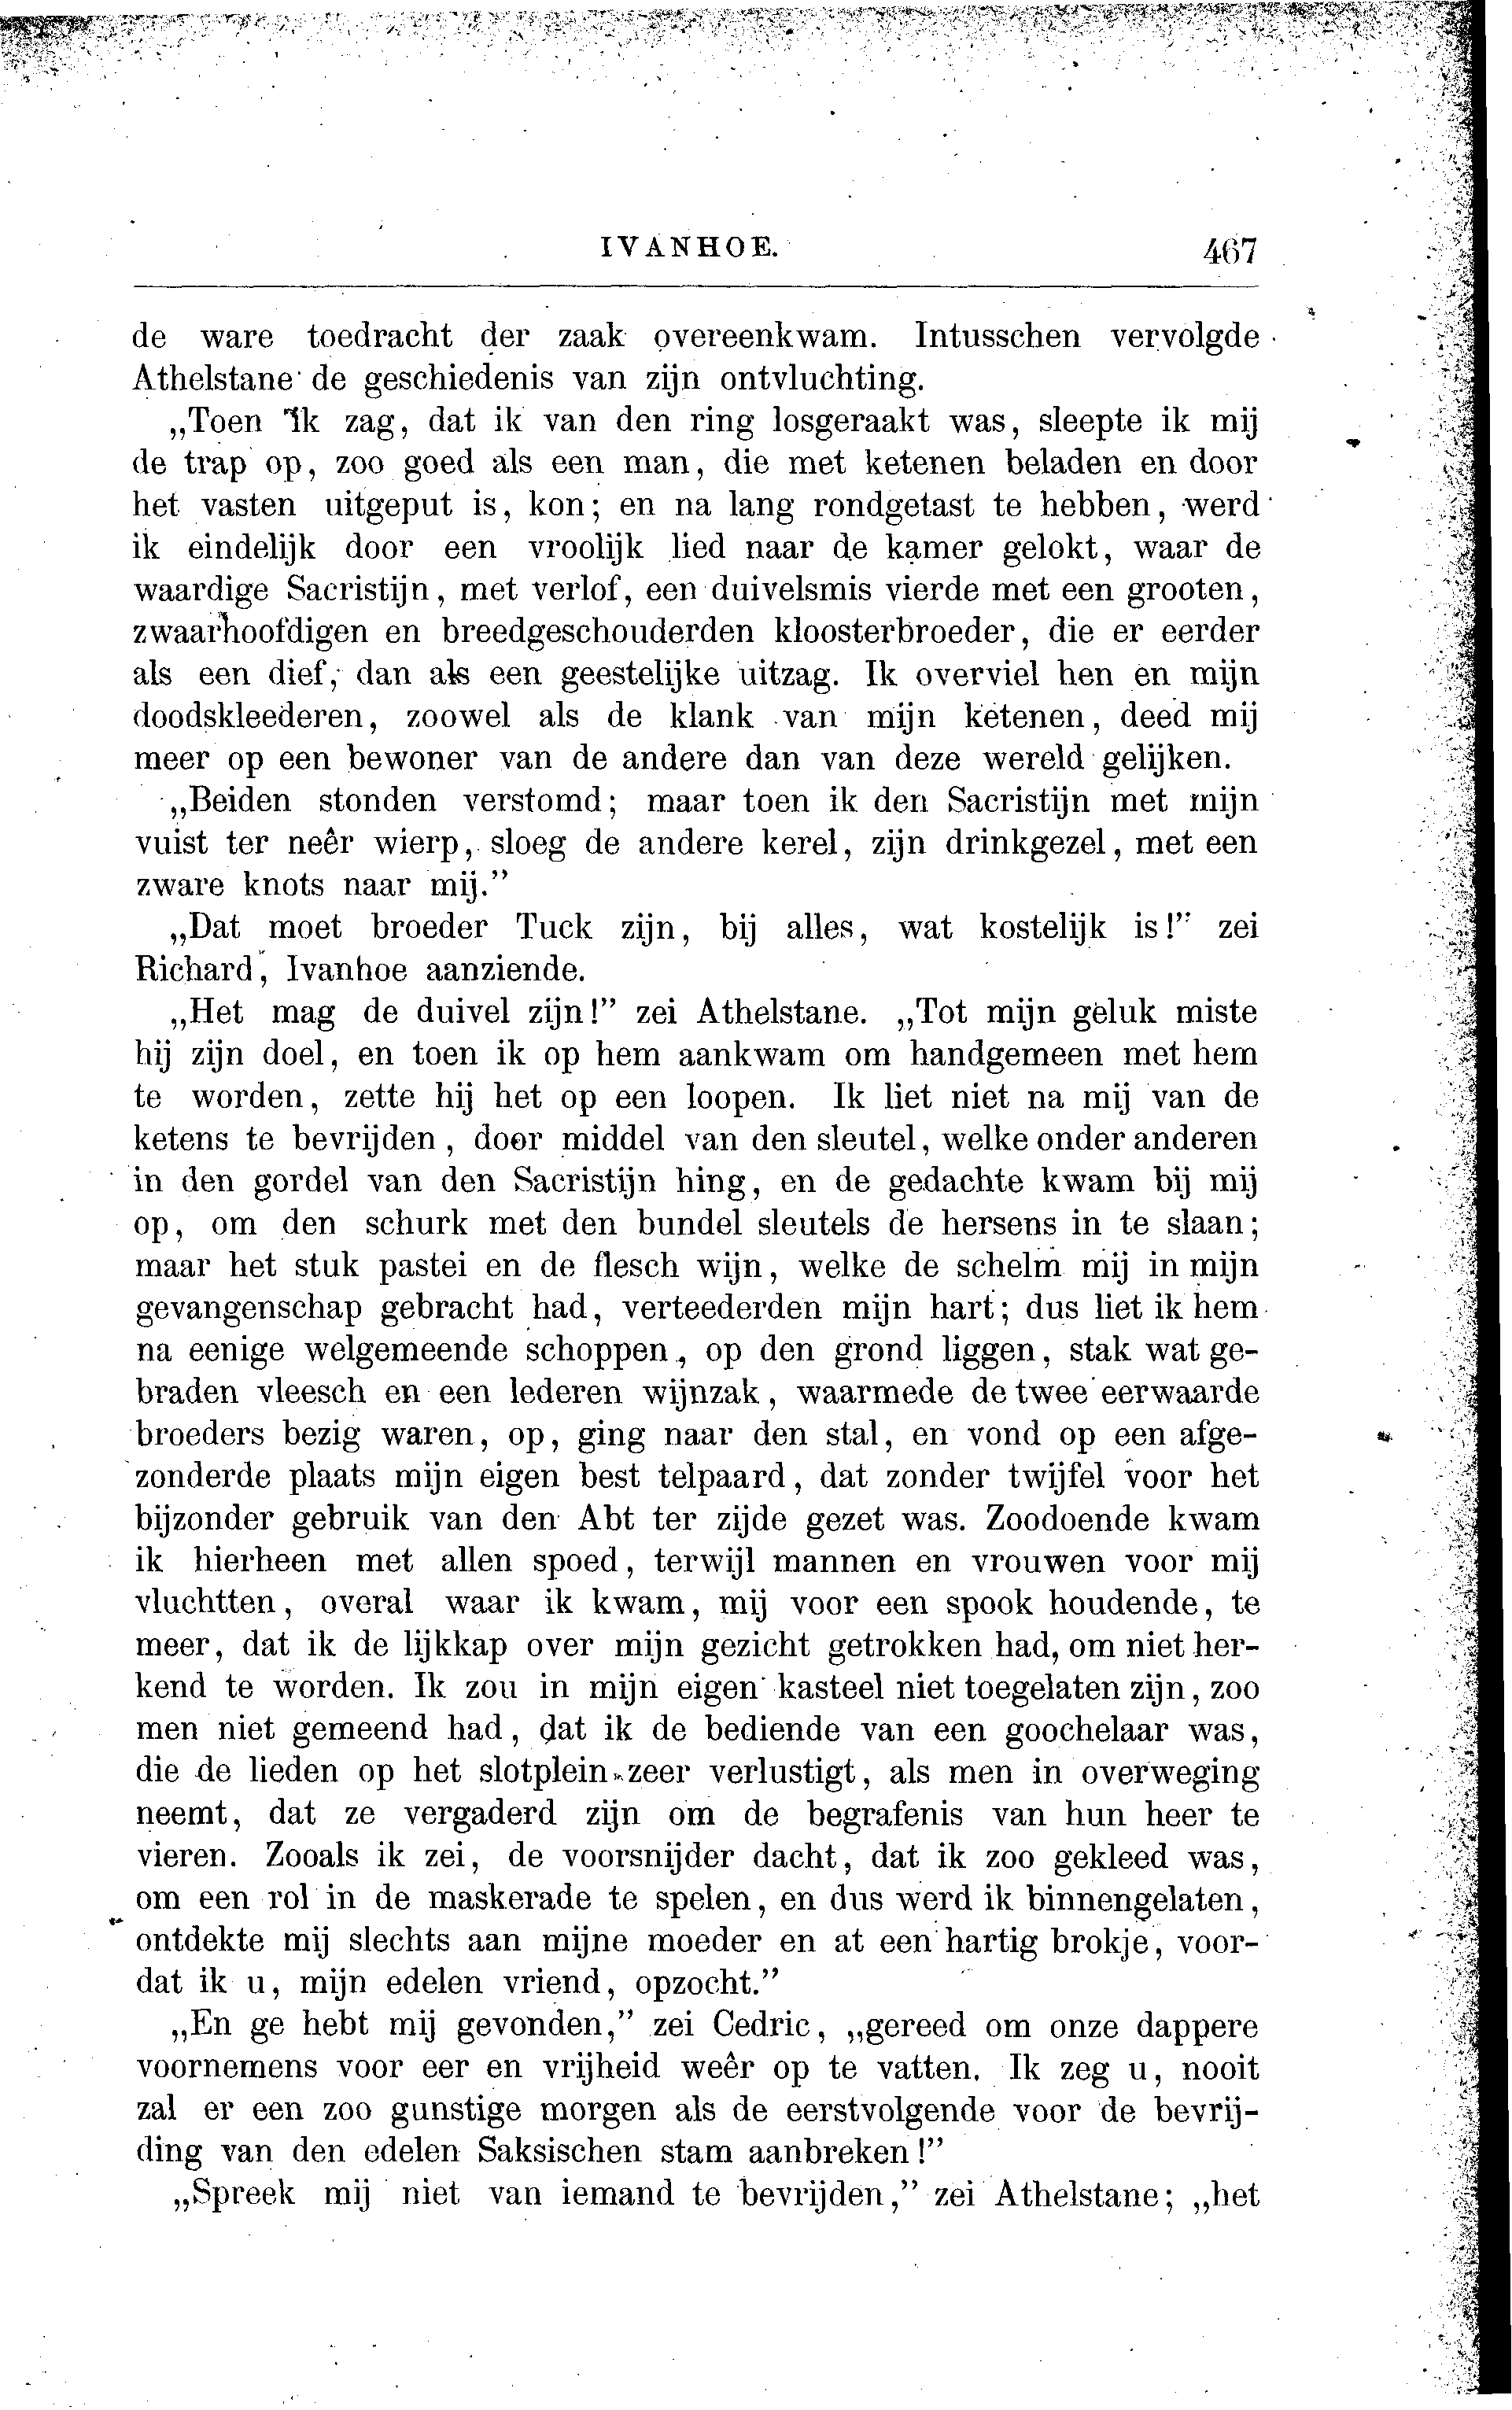 IVANHOE. 467
de ware toedracht der zaak overeenkwam. Intusschen vervolgde
Athelstane de geschiedenis van zijn ontvluchting.
„Toen ik zag, dat ik van den ring losgeraakt was, sleepte ik mij
de trap op, zoo goed als een man, die met ketenen beladen en door
het vasten uitgeput is, kon; en na lang rondgetast te hebben, werd
ik eindelijk door een vroolijk lied naar de kamer gelokt, waar de
waardige Sacristijn, met verlof, een duivelsmis vierde met een grooten,
zwaarhoofdigen en breedgeschouderden kloosterbroeder, die er eerder
als een dief, dan als een geestelijke uitzag. Ik overviel hen en mijn
doodskleederen, zoowel als de klank van mijn ketenen, deed mij
meer op een bewoner van de andere dan van deze wereld gelijken.
„Beiden stonden verstomd; maar toen ik den Sacristijn met mijn
vuist ter neêr wierp, sloeg de andere kerel, zijn drinkgezel, met een
zware knots naar mij.”
„Dat moet broeder Tuck zijn, bij alles, wat kostelijk is!” zei
Richard, Ivanhoe aanziende.
„Het mag de duivel zijn!” zei Athelstane. „Tot mijn geluk miste
hij zijn doel, en toen ik op hem aankwam om handgemeen met hem
te worden, zette hij het op een loopen. Ik liet niet na mij van de
ketens te bevrijden, door middel van den sleutel, welke onder anderen
in den gordel van den Sacristijn hing, en de gedachte kwam bij mij
op, om den schurk met den bundel sleutels de hersens in te slaan;
maar het stuk pastei en de flesch wijn, welke de schelm mij in mijn
gevangenschap gebracht had, verteederden mijn hart; dus liet ik hem
na eenige welgemeende schoppen, op den grond liggen, stak wat ge-
braden vleesch en een lederen wijnzak, waarmede de twee eerwaarde
broeders bezig waren, op, ging naar den stal, en vond op een afge-
zonderde plaats mijn eigen best telpaard, dat zonder twijfel voor het
bijzonder gebruik van den Abt ter zijde gezet was. Zoodoende kwam
ik hierheen met allen spoed, terwijl mannen en vrouwen voor mij
vluchtten, overal waar ik kwam, mij voor een spook houdende, te
meer, dat ik de lijkkap over mijn gezicht getrokken had, om niet her-
kend te worden. Ik zou in mijn eigen kasteel niet toegelaten zijn, zoo
men niet gemeend had, dat ik de bediende van een goochelaar was,
die de lieden op het slotplein zeer verlustigt, als men in overweging
neemt, dat ze vergaderd zijn om de begrafenis van hun heer te
vieren. Zooals ik zei, de voorsnijder dacht, dat ik zoo gekleed was,
om een rol in de maskerade te spelen, en dus werd ik binnengelaten,
ontdekte mij slechts aan mijne moeder en at een hartig brokje, voor-
dat ik u, mijn edelen vriend, opzocht.”
„En ge hebt mij gevonden,” zei Cedric, „gereed om onze dappere
voornemens voor eer en vrijheid weêr op te vatten. Ik zeg u, nooit
zal er een zoo gunstige morgen als de eerstvolgende voor de bevrij-
ding van den edelen Saksischen stam aanbreken!”
„Spreek mij niet van iemand te bevrijden,” zei Athelstane; „het